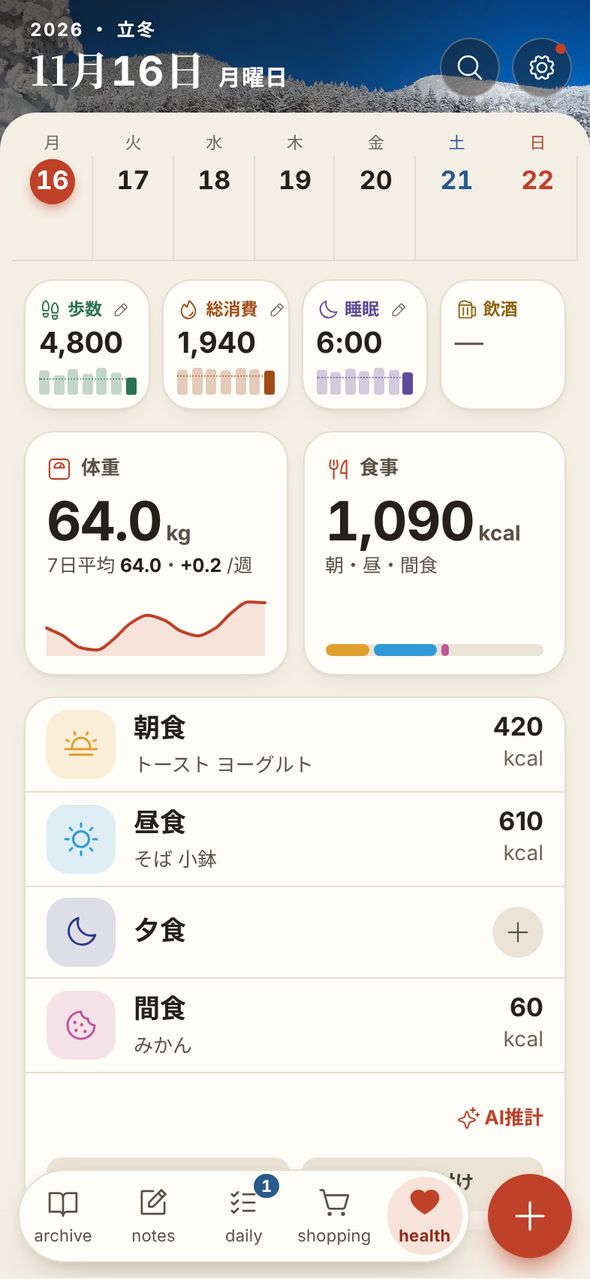 2026 • 立冬
11月16日 月曜日
月 火 水 木 金 土 日
16 17 18 19 20 21 22
歩数 総消費 睡眠 飲酒
4,800 1,940 6:00 —
体重 食事
64.0 kg 1,090 kcal
7日平均 64.0・+0.2 /週 朝・昼・間食
朝食 420
トースト ヨーグルト kcal
昼食 610
そば 小鉢 kcal
夕食
間食 60
みかん kcal
AI推計
1
archive notes daily shopping health